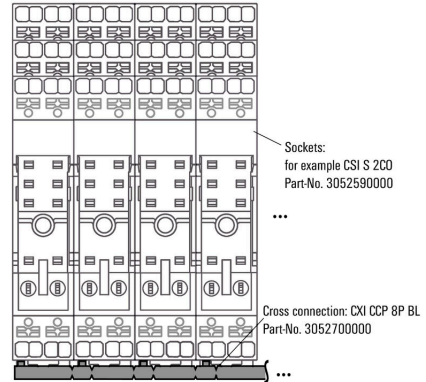 Sockets:
for example CSI S 2CO
Part-No. 3052590000
...
Cross connection: CXI CCP 8P BL
Part-No. 3052700000
...